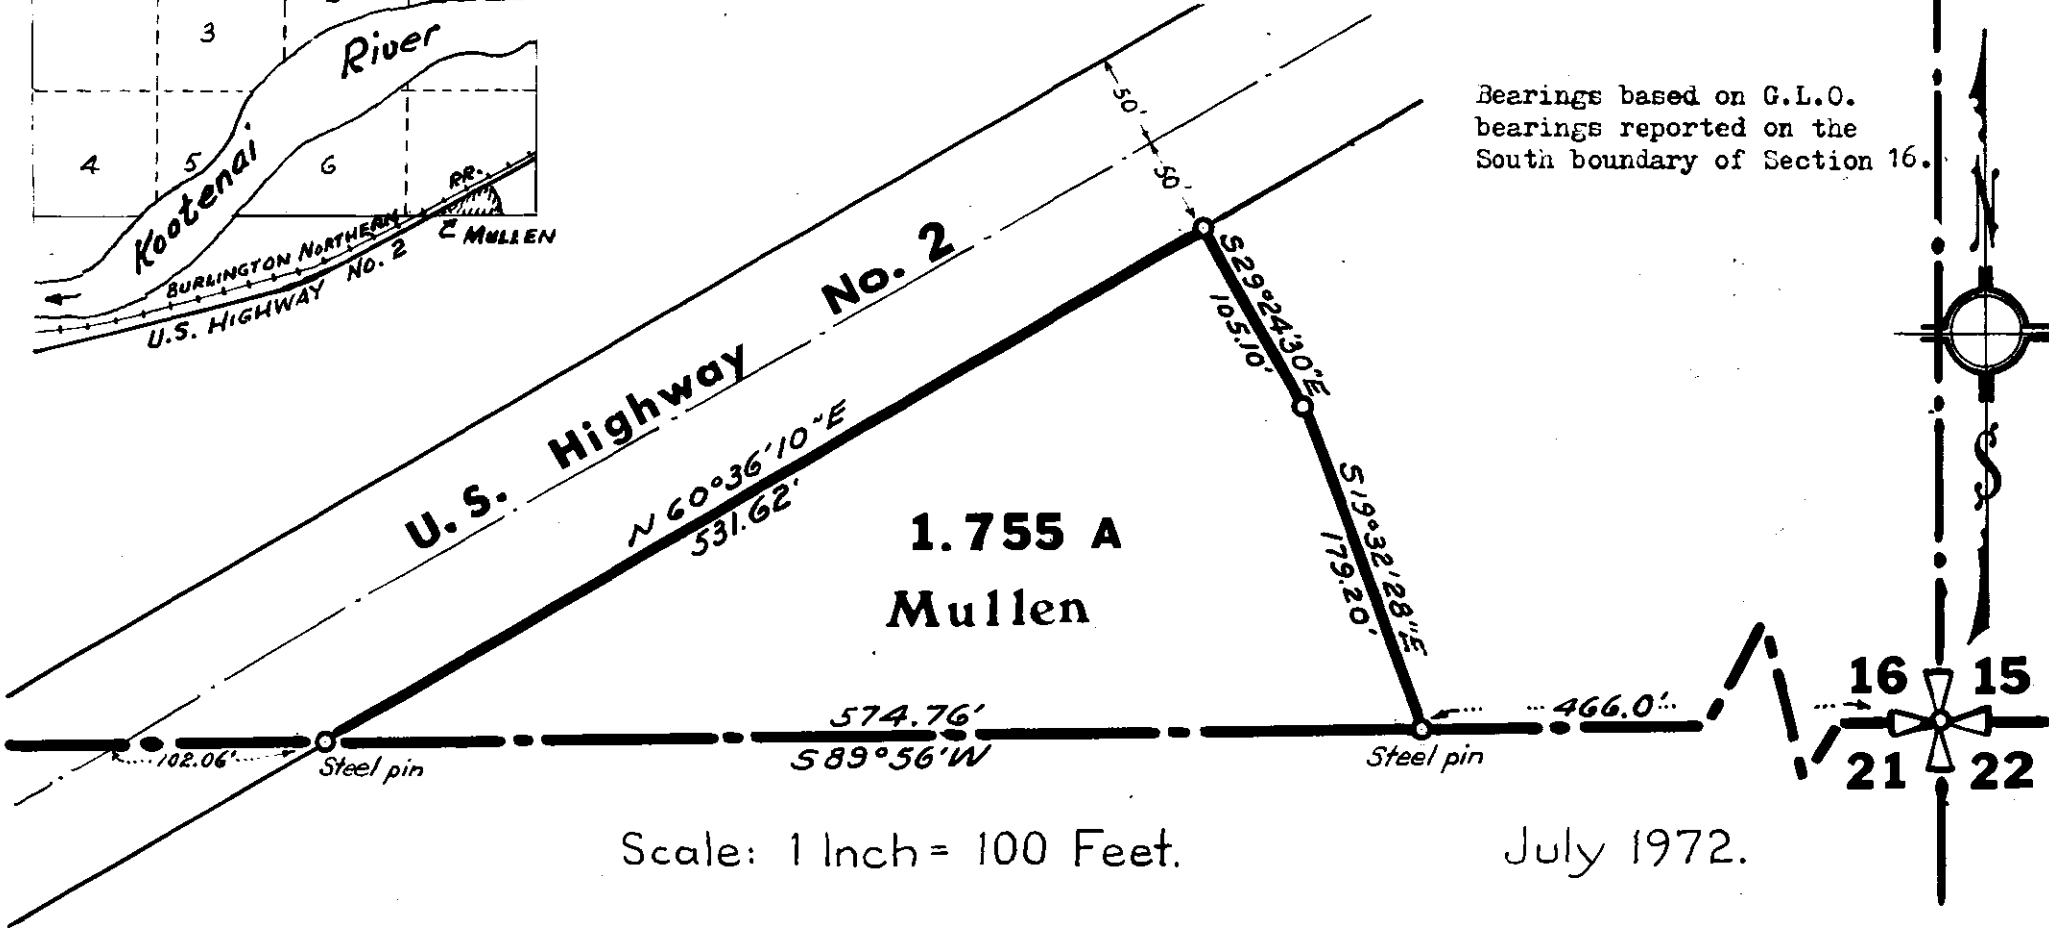 3
River
4
5
6
Kootenai
RR.
BURLINGTON NORTHERN
MULLEN
U.S. HIGHWAY No. 2
Bearings based on G.L.O.
bearings reported on the
South boundary of Section 16.
50'
50'
U.S. Highway No. 2
S29°24'30"E
105.10'
N 60°36'10"E
531.62'
1.755 A
Mullen
S19°32'28"E
179.20'
574.76'
S89°56'W
102.06'
Steel pin
Steel pin
466.0'
N
S
16 15
21 22
Scale: 1 Inch = 100 Feet.
July 1972.